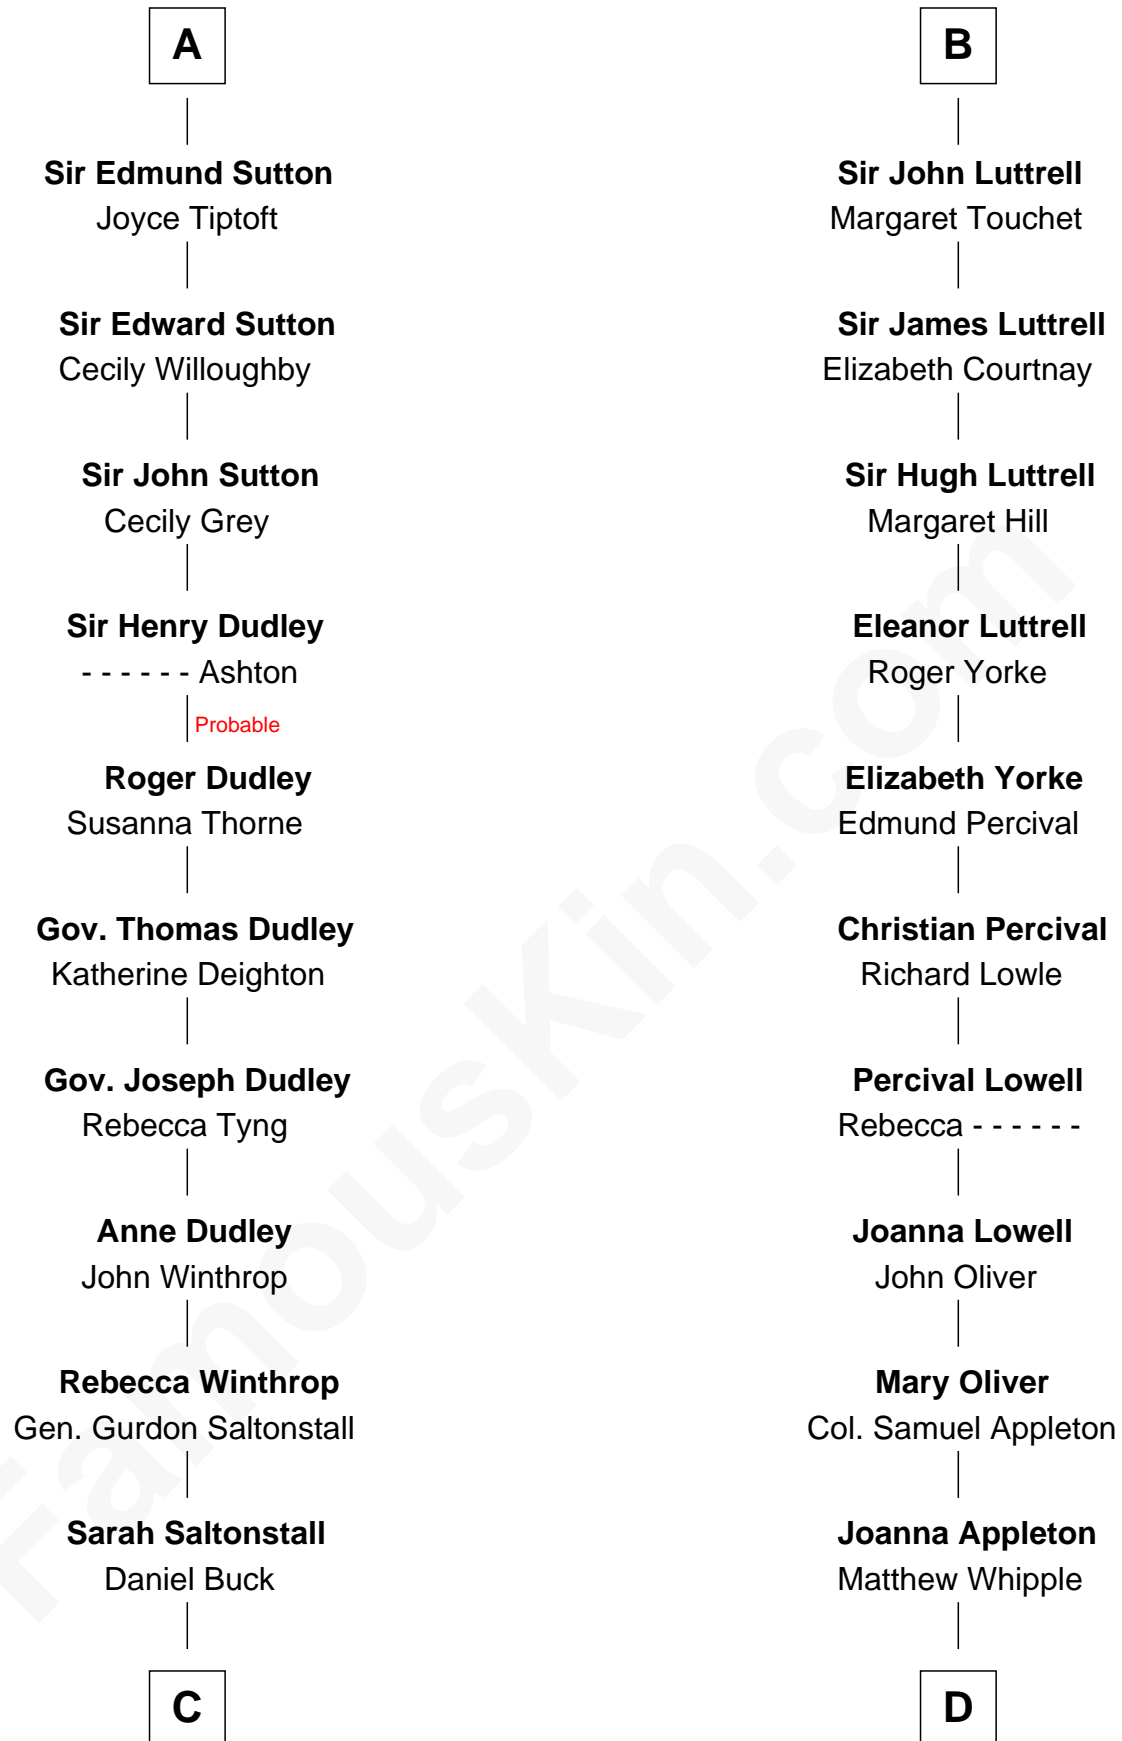 A
Sir Edmund Sutton
Joyce Tiptoft
Sir Edward Sutton
Cecily Willoughby
Sir John Sutton
Cecily Grey
Sir Henry Dudley
- - - - - - Ashton
Probable
Roger Dudley
Susanna Thorne
Gov. Thomas Dudley
Katherine Deighton
Gov. Joseph Dudley
Rebecca Tyng
Anne Dudley
John Winthrop
Rebecca Winthrop
Gen. Gurdon Saltonstall
Sarah Saltonstall
Daniel Buck
C
B
Sir John Luttrell
Margaret Touchet
Sir James Luttrell
Elizabeth Courtnay
Sir Hugh Luttrell
Margaret Hill
Eleanor Luttrell
Roger Yorke
Elizabeth Yorke
Edmund Percival
Christian Percival
Richard Lowle
Percival Lowell
Rebecca - - - - - -
Joanna Lowell
John Oliver
Mary Oliver
Col. Samuel Appleton
Joanna Appleton
Matthew Whipple
D
FamousKin.com